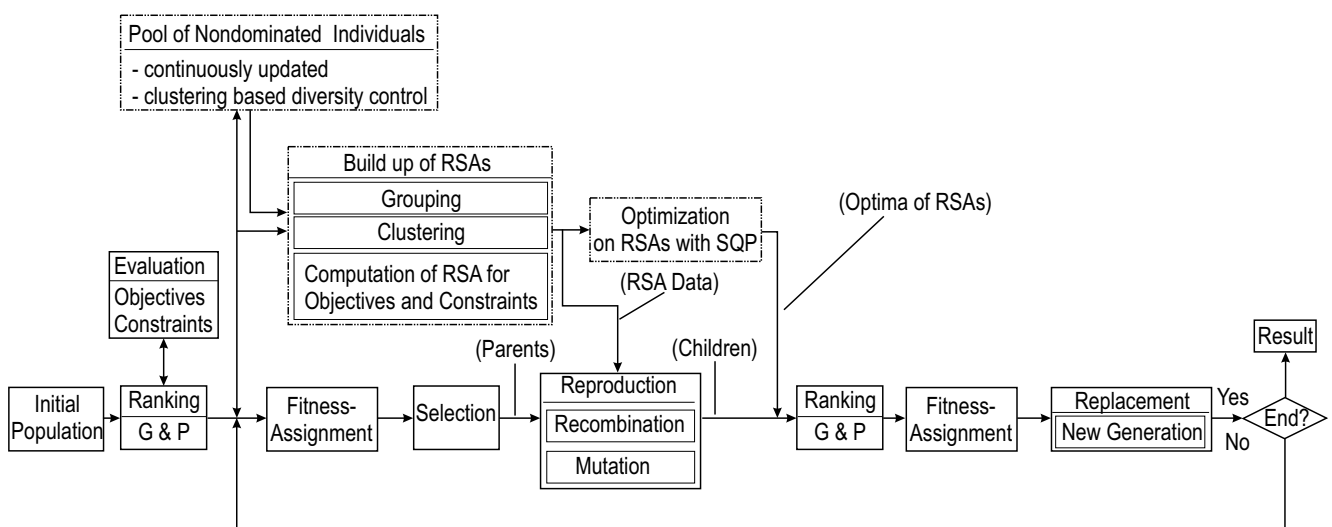 Pool of Nondominated Individuals
- continuously updated
- clustering based diversity control
Build up of RSAs
Grouping
Clustering
Computation of RSA for
Objectives and Constraints
Optimization
on RSAs with SQP
(Optima of RSAs)
(RSA Data)
Evaluation
Objectives
Constraints
(Parents)
(Children)
Result
Initial
Population
Ranking
G & P
Fitness-
Assignment
Selection
Reproduction
Recombination
Mutation
Ranking
G & P
Fitness-
Assignment
Replacement
New Generation
Yes
No
End?